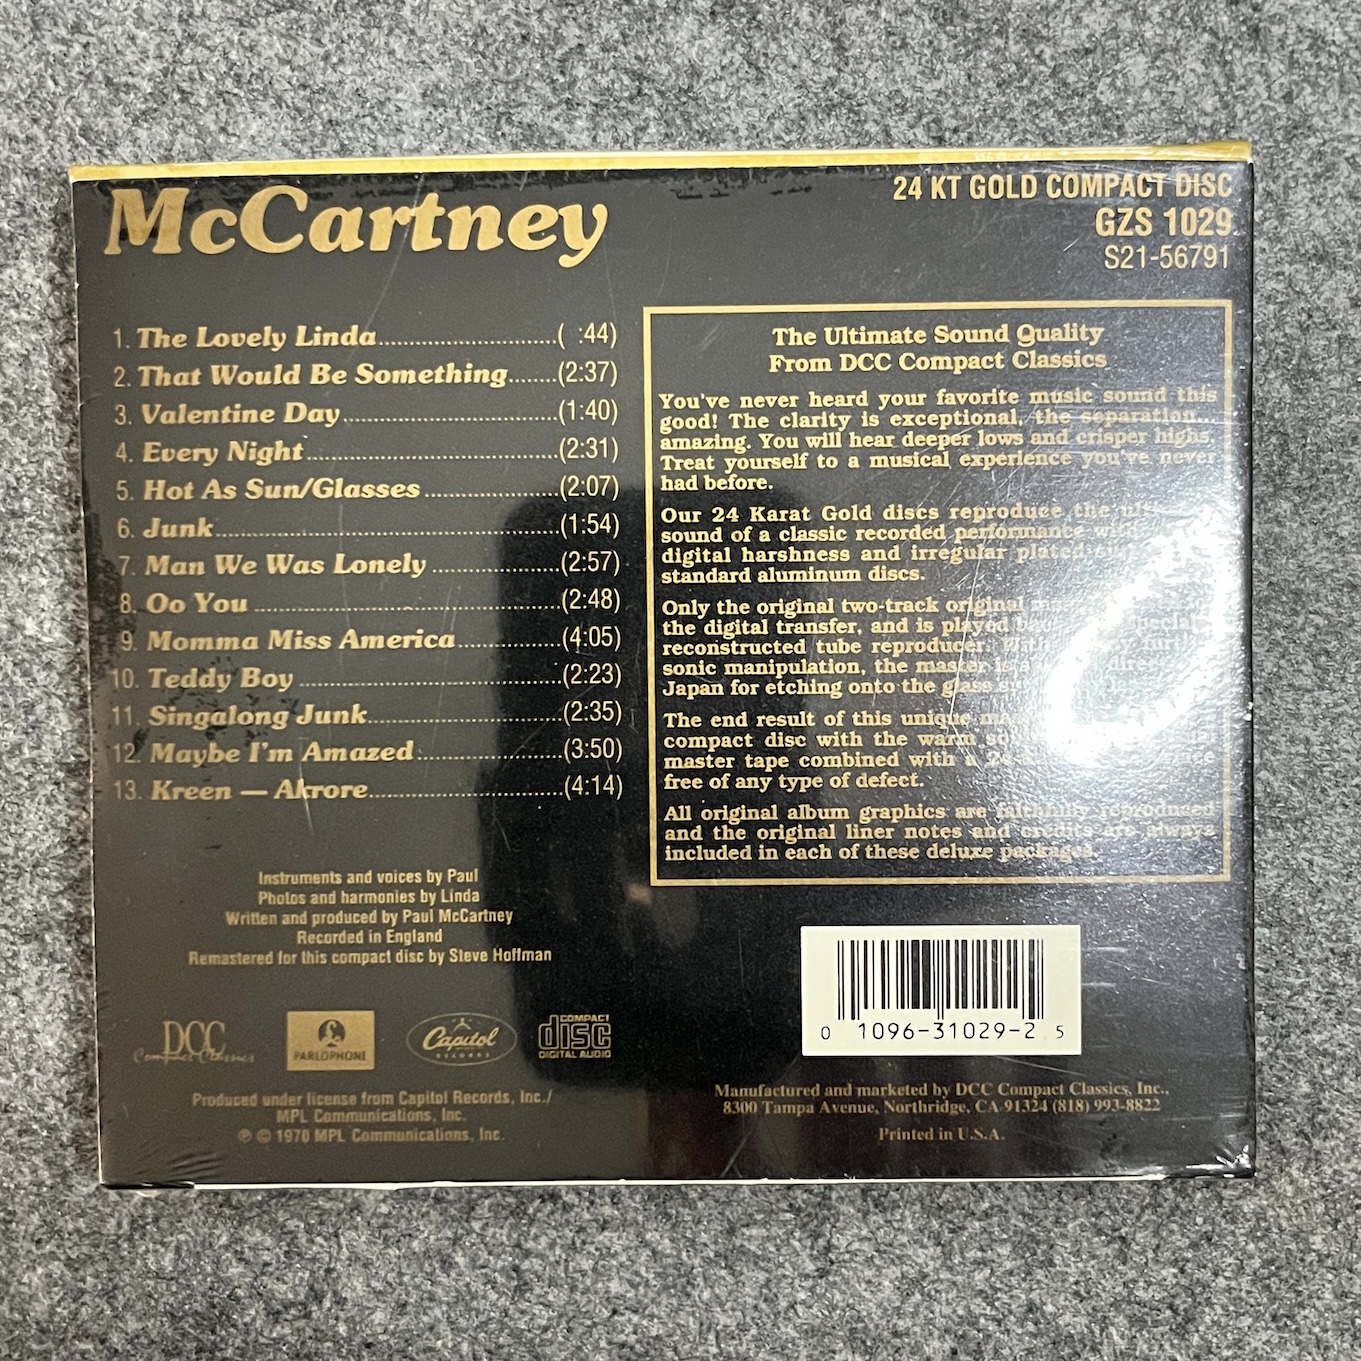 McCartney
24 KT GOLD COMPACT DISC
GZS 1029
S21-56791
1. The Lovely Linda..............................( :44)
2. That Would Be Something........(2:37)
3. Valentine Day....................................(1:40)
4. Every Night..........................................(2:31)
5. Hot As Sun/Glasses......................(2:07)
6. Junk.........................................................(1:54)
7. Man We Was Lonely.....................(2:57)
8. Oo You...................................................(2:48)
9. Momma Miss America.................(4:05)
10. Teddy Boy...........................................(2:23)
11. Singalong Junk................................(2:35)
12. Maybe I'm Amazed........................(3:50)
13. Kreen — Akrore................................(4:14)
Instruments and voices by Paul
Photos and harmonies by Linda
Written and produced by Paul McCartney
Recorded in England
Remastered for this compact disc by Steve Hoffman
DCC
Compact Classics
PARLOPHONE
Capitol
RECORDS
COMPACT
disc
DIGITAL AUDIO
Produced under license from Capitol Records, Inc./
MPL Communications, Inc.
℗ © 1970 MPL Communications, Inc.
The Ultimate Sound Quality
From DCC Compact Classics
You've never heard your favorite music sound this
good! The clarity is exceptional, the separation...
amazing. You will hear deeper lows and crisper highs.
Treat yourself to a musical experience you've never
had before.
Our 24 Karat Gold discs reproduce the
sound of a classic recorded performance
digital harshness and irregular plated
standard aluminum discs.
Only the original two-track original
the digital transfer, and is played
reconstructed tube reproducer.
sonic manipulation, the master is
Japan for etching onto the glass
The end result of this unique
compact disc with the warm
master tape combined with a
free of any type of defect.
All original album graphics are faithfully reproduced
and the original liner notes and credits are always
included in each of these deluxe packages.
0 1096-31029-2 5
Manufactured and marketed by DCC Compact Classics, Inc.,
8300 Tampa Avenue, Northridge, CA 91324 (818) 993-8822
Printed in U.S.A.